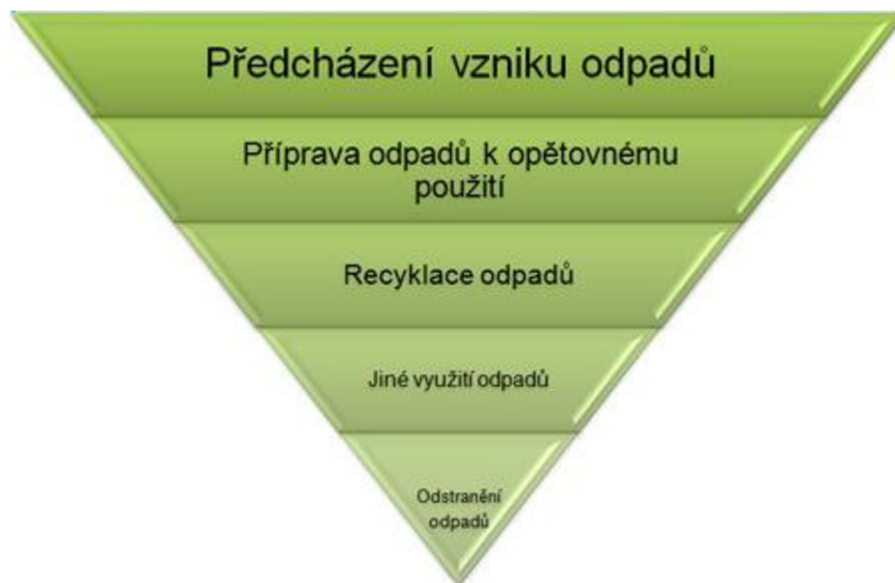 Předcházení vzniku odpadů
Příprava odpadů k opětovnému
použití
Recyklace odpadů
Jiné využití odpadů
Odstranění
odpadů